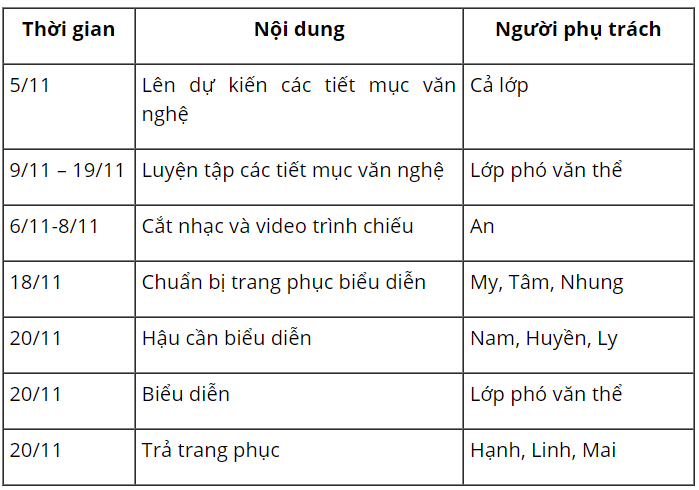 Thời gian Nội dung Người phụ trách
5/11 Lên dự kiến các tiết mục văn Cả lớp
nghệ
9/11 – 19/11 Luyện tập các tiết mục văn nghệ Lớp phó văn thể
6/11-8/11 Cắt nhạc và video trình chiếu An
18/11 Chuẩn bị trang phục biểu diễn My, Tâm, Nhung
20/11 Hậu cần biểu diễn Nam, Huyền, Ly
20/11 Biểu diễn Lớp phó văn thể
20/11 Trả trang phục Hạnh, Linh, Mai